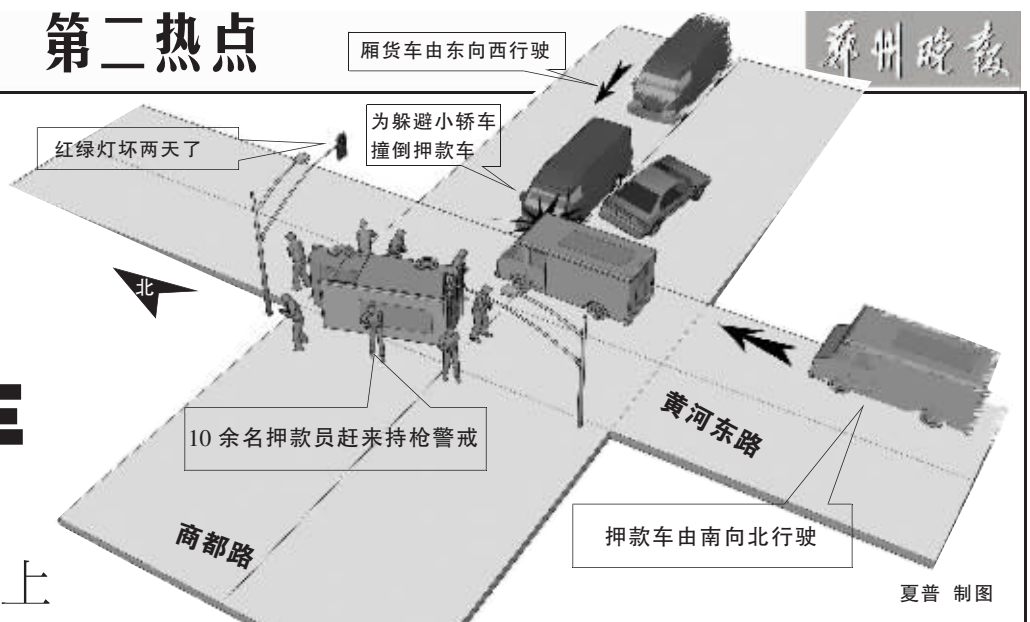 第二热点
郑州晚报
厢货车由东向西行驶
为躲避小轿车
撞倒押款车
红绿灯坏两天了
北
10余名押款员赶来持枪警戒
黄河东路
商都路
押款车由南向北行驶
上
夏普 制图